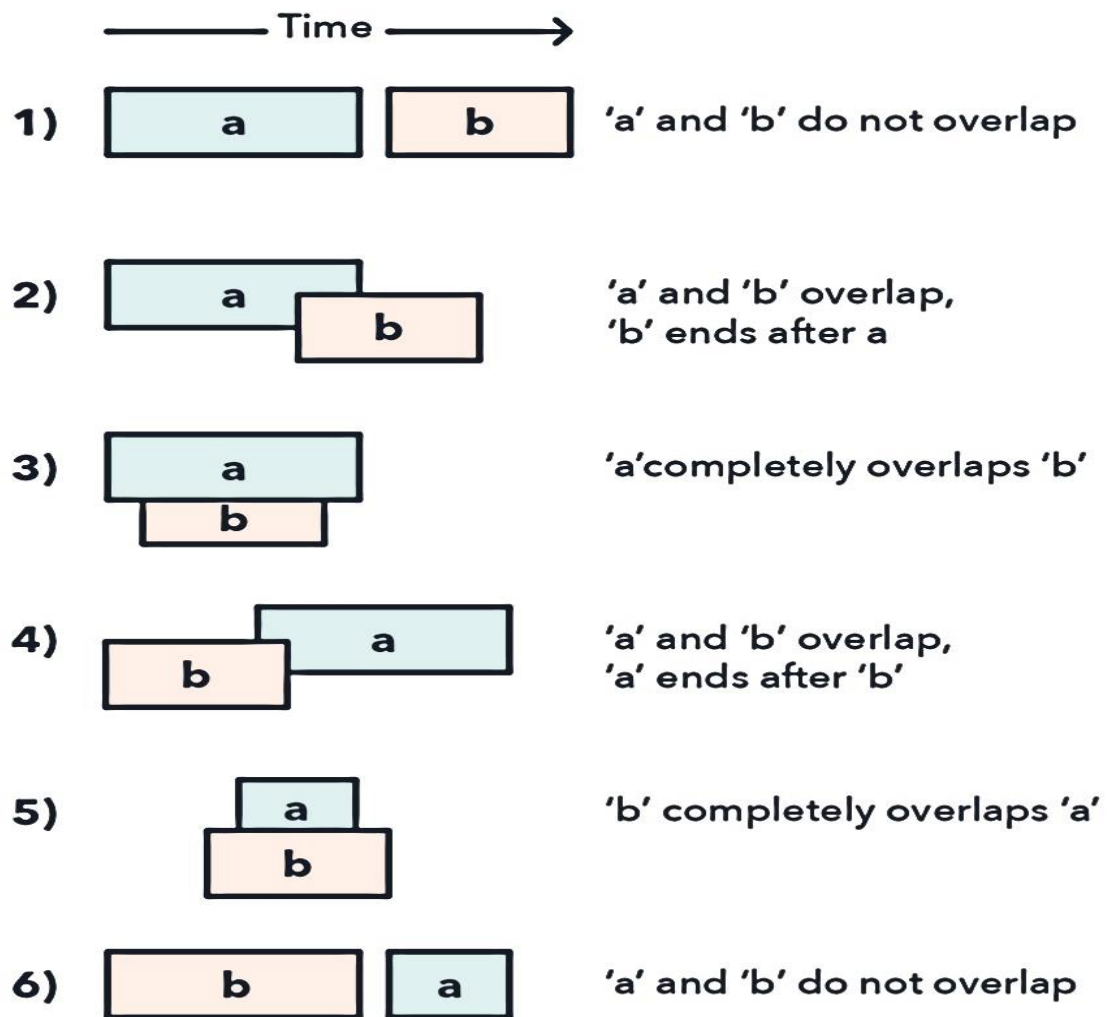 Time
1) a b 'a' and 'b' do not overlap
2) a b 'a' and 'b' overlap,
'b' ends after a
3) a b 'a'completely overlaps 'b'
4) a b 'a' and 'b' overlap,
'a' ends after 'b'
5) a b 'b' completely overlaps 'a'
6) b a 'a' and 'b' do not overlap